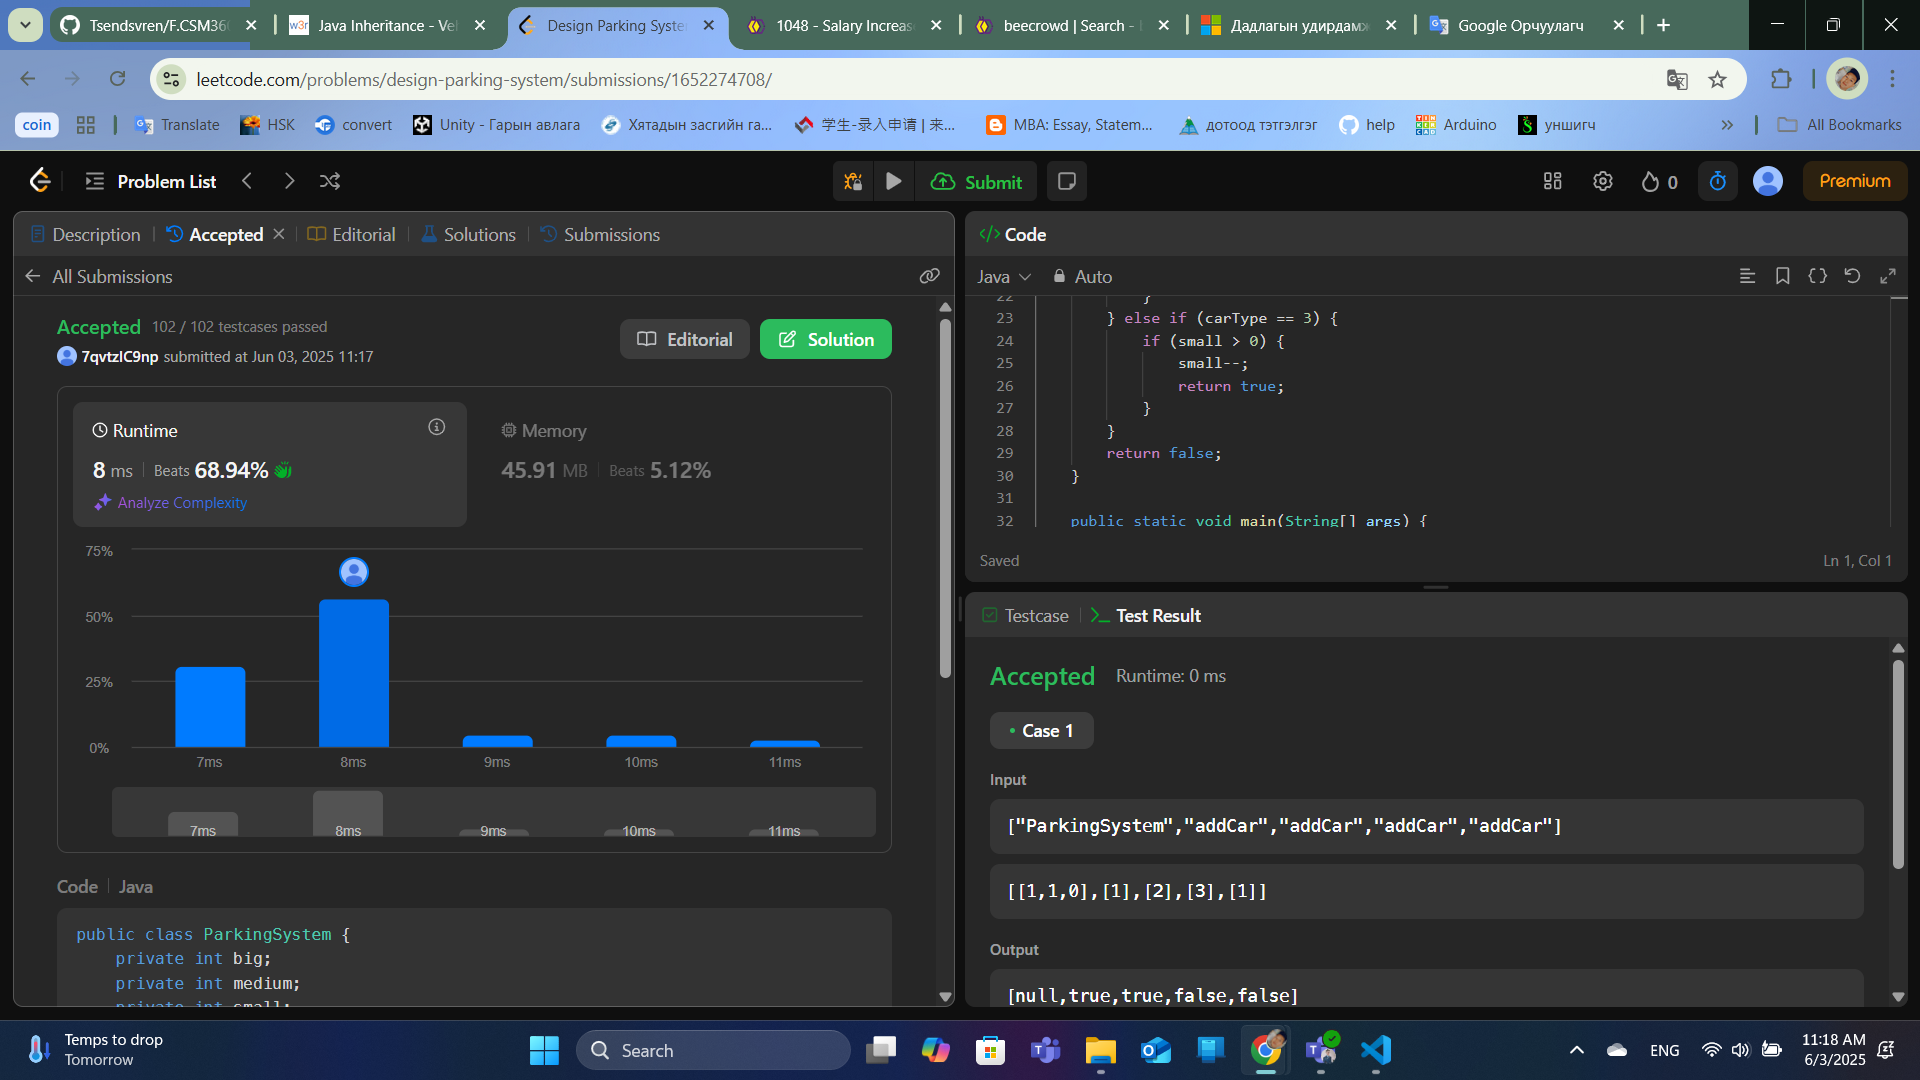 Tsendsvren/F.CSM36
Java Inheritance - Ve
Design Parking Syste
1048 - Salary Increas
beecrowd | Search -
Дадлагын удирдамж
Google Орчуулагч
leetcode.com/problems/design-parking-system/submissions/1652274708/
coin
Translate
HSK
convert
Unity - Гарын авлага
Хятадын засгийн га...
学生-录入申请 | 来...
MBA: Essay, Statem...
дотоод тэтгэлгэг
help
Arduino
уншигч
All Bookmarks
Problem List
Submit
0
Premium
Description
Accepted
Editorial
Solutions
Submissions
All Submissions
Accepted 102 / 102 testcases passed
7qvtzlC9np submitted at Jun 03, 2025 11:17
Editorial
Solution
Runtime
8 ms Beats 68.94%
Analyze Complexity
Memory
45.91 MB Beats 5.12%
75%
50%
25%
0%
7ms 8ms 9ms 10ms 11ms
7ms 8ms 9ms 10ms 11ms
Code Java
public class ParkingSystem {
private int big;
private int medium;
private int small;
</> Code
Java Auto
22 }
23 } else if (carType == 3) {
24 if (small > 0) {
25 small--;
26 return true;
27 }
28 }
29 return false;
30 }
31
32 public static void main(String[] args) {
Saved
Ln 1, Col 1
Testcase
Test Result
Accepted Runtime: 0 ms
Case 1
Input
["ParkingSystem","addCar","addCar","addCar","addCar"]
[[1,1,0],[1],[2],[3],[1]]
Output
[null,true,true,false,false]
Temps to drop
Tomorrow
Search
ENG
11:18 AM
6/3/2025